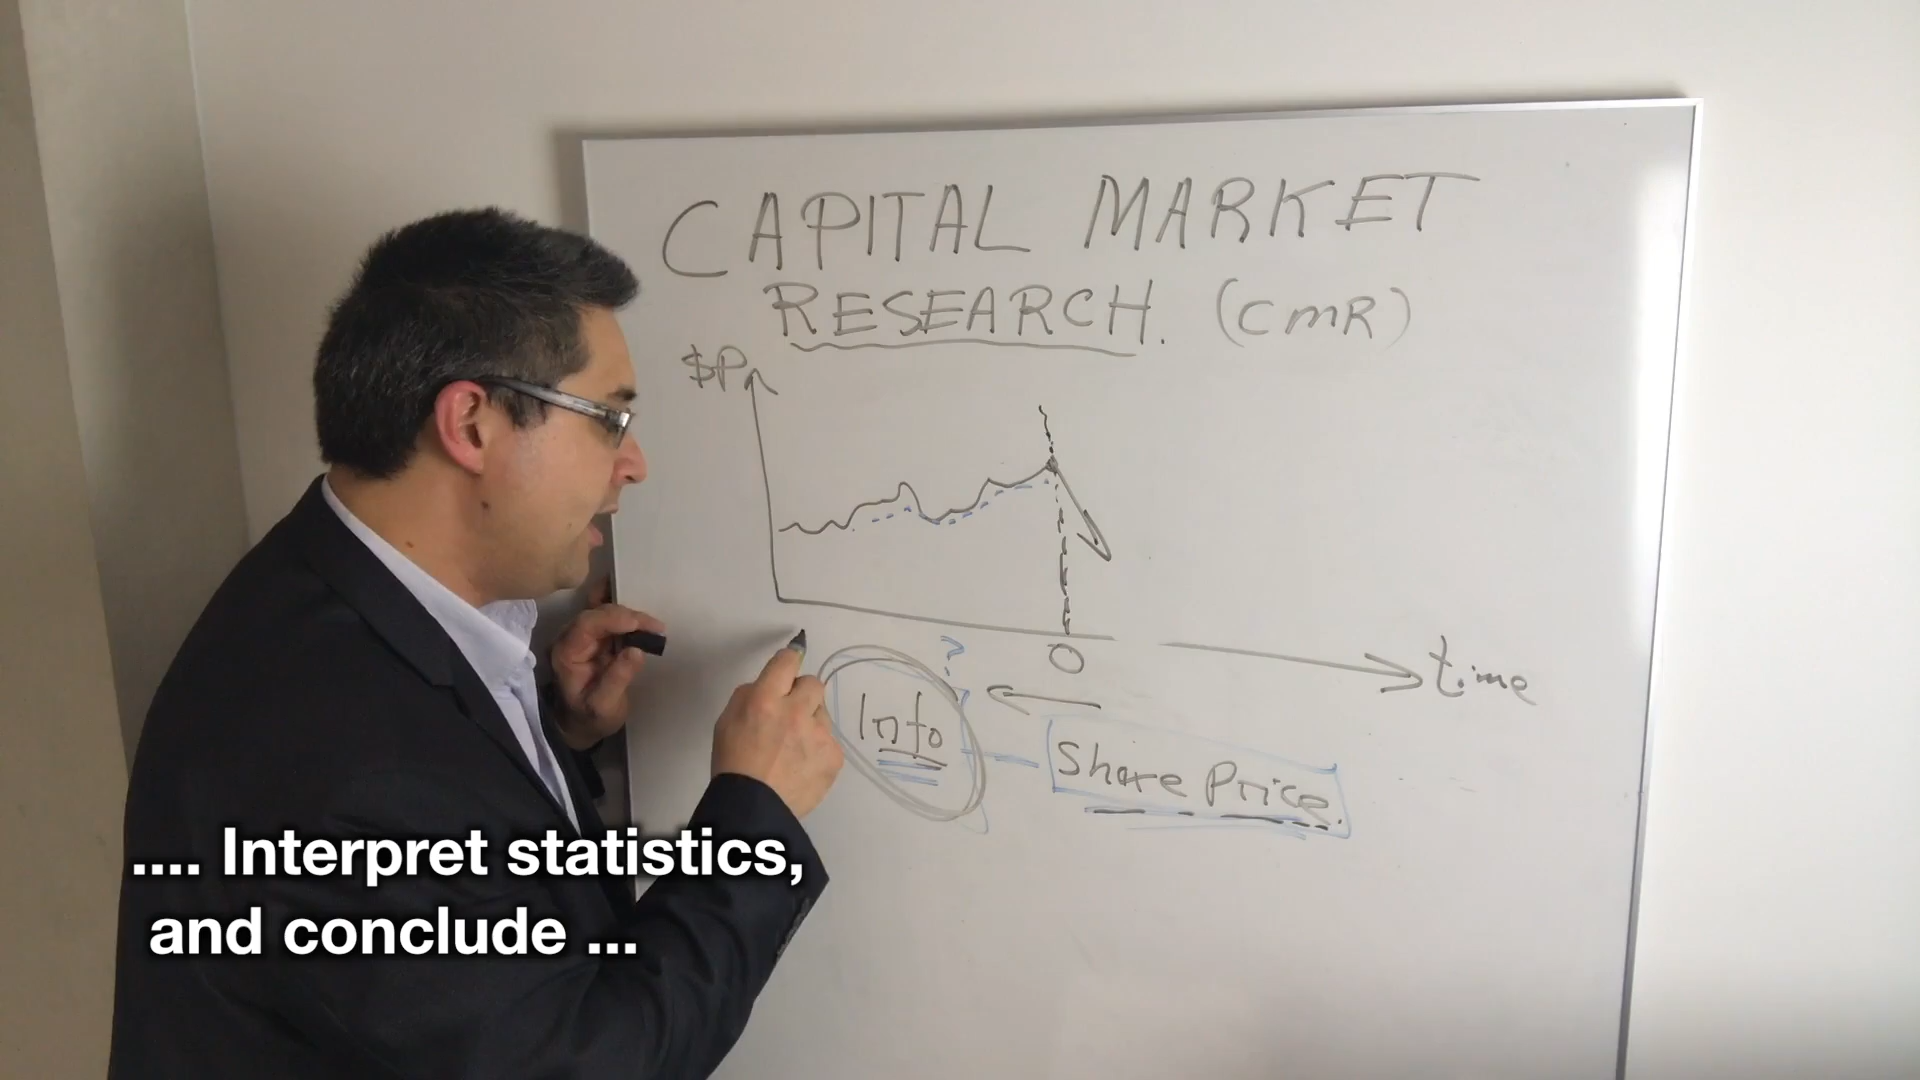 CAPITAL MARKET
RESEARCH. (CMR)
$P
?
0
time
Info
Share Price.
.... Interpret statistics,
and conclude ...